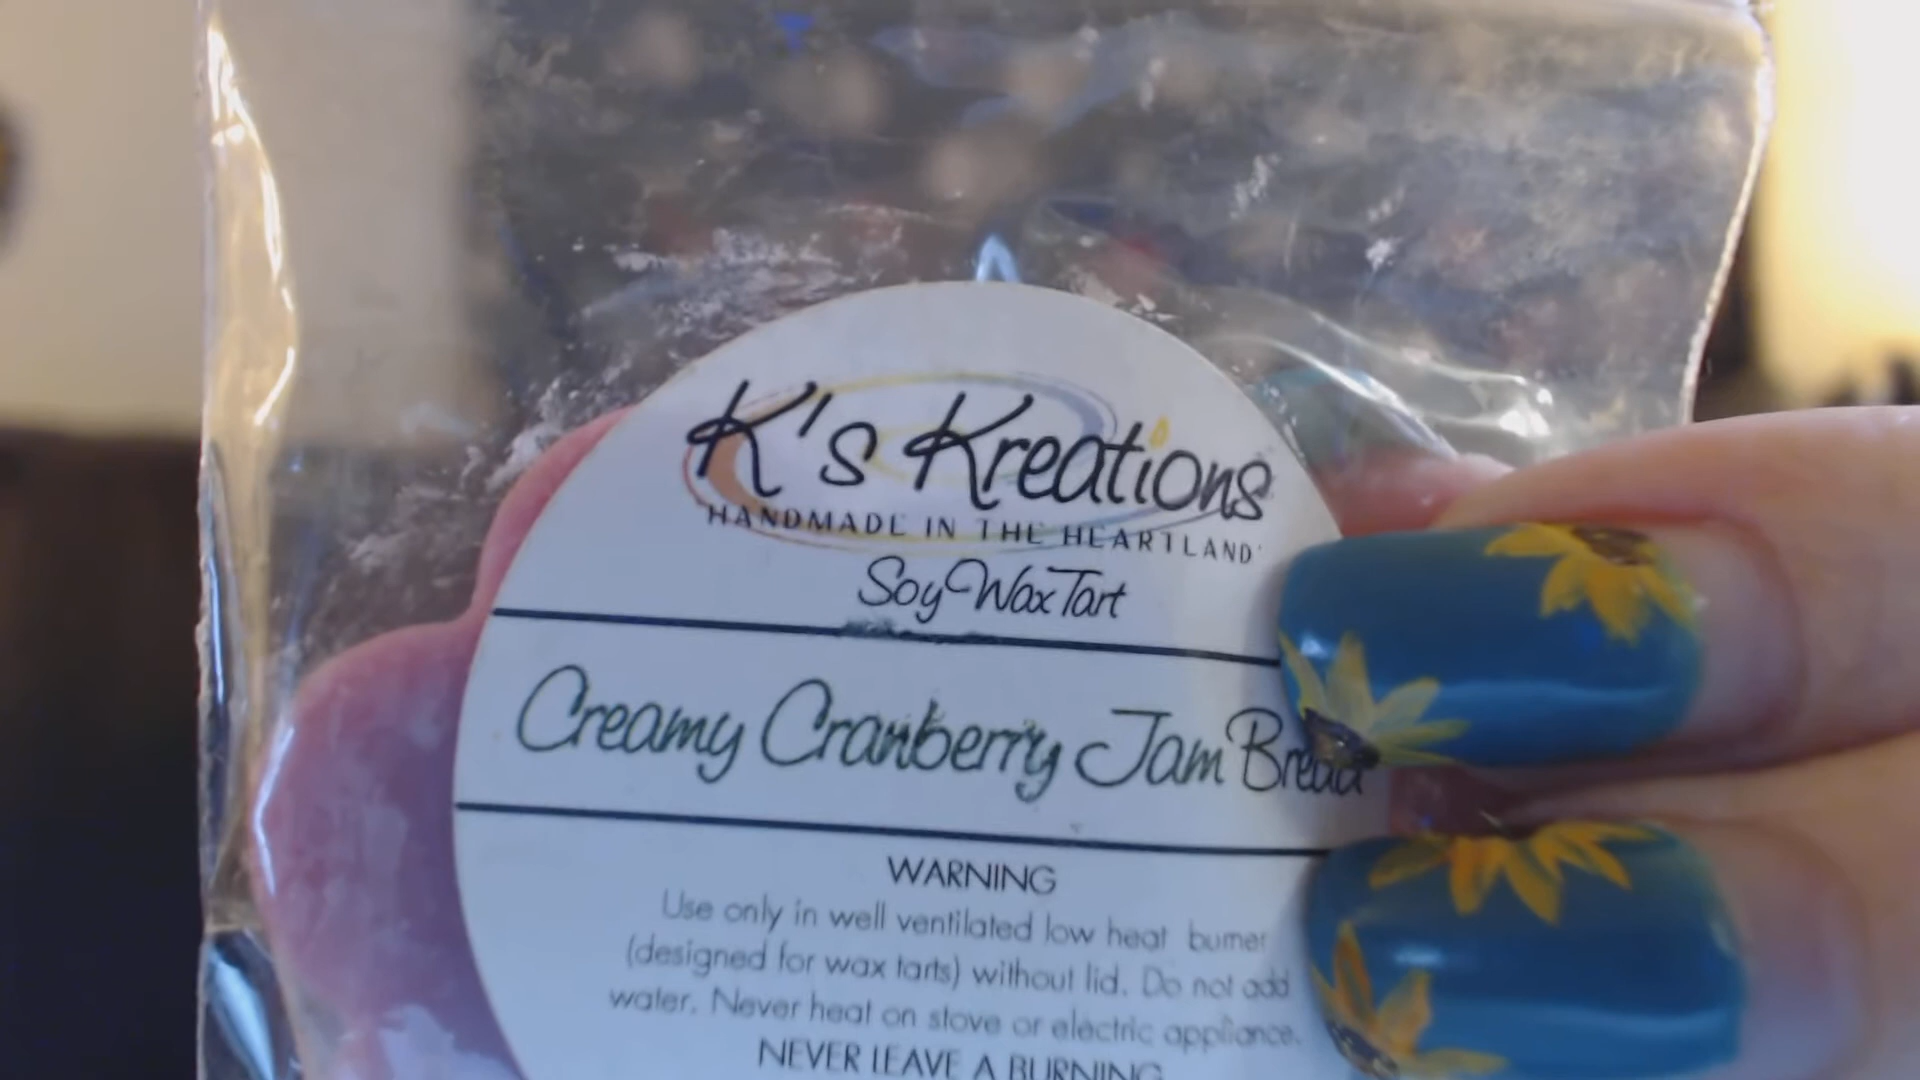 K's Kreations
HANDMADE IN THE HEARTLAND
Soy Wax Tart
Creamy Cranberry Jam Bread
WARNING
Use only in well ventilated low heat burner
(designed for wax tarts) without lid. Do not add
water. Never heat on stove or electric appliance.
NEVER LEAVE A BURNING